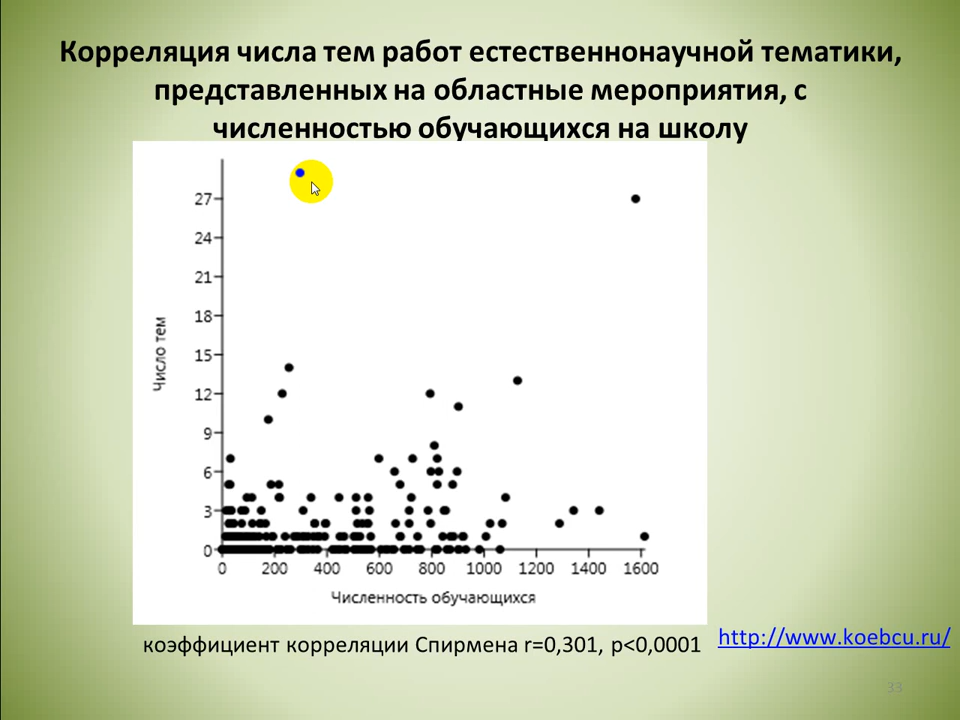 Корреляция числа тем работ естественнонаучной тематики,
представленных на областные мероприятия, с
численностью обучающихся на школу
27
24
21
18
15
12
9
6
3
0
Число тем
0 200 400 600 800 1000 1200 1400 1600
Численность обучающихся
коэффициент корреляции Спирмена r=0,301, p<0,0001
http://www.koebcu.ru/
33